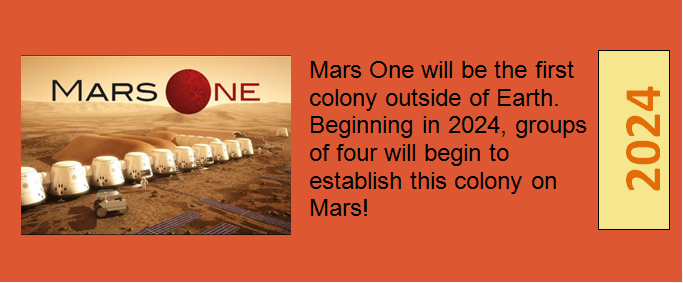 MARS ONE
Mars One will be the first
colony outside of Earth.
Beginning in 2024, groups
of four will begin to
establish this colony on
Mars!
2024